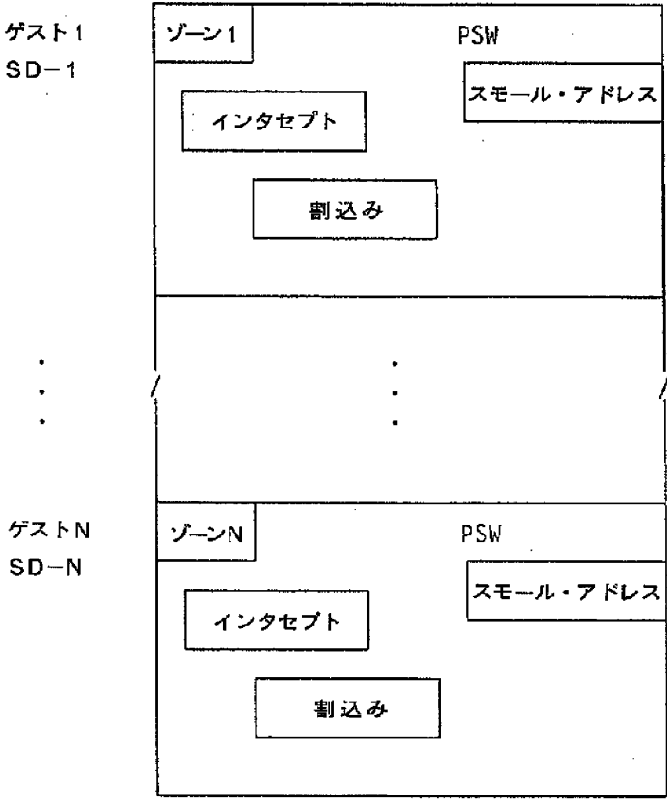 ゲスト1
SD-1
ゾーン1
PSW
スモール・アドレス
インタセプト
割込み
ゲストN
SD-N
ゾーンN
PSW
スモール・アドレス
インタセプト
割込み